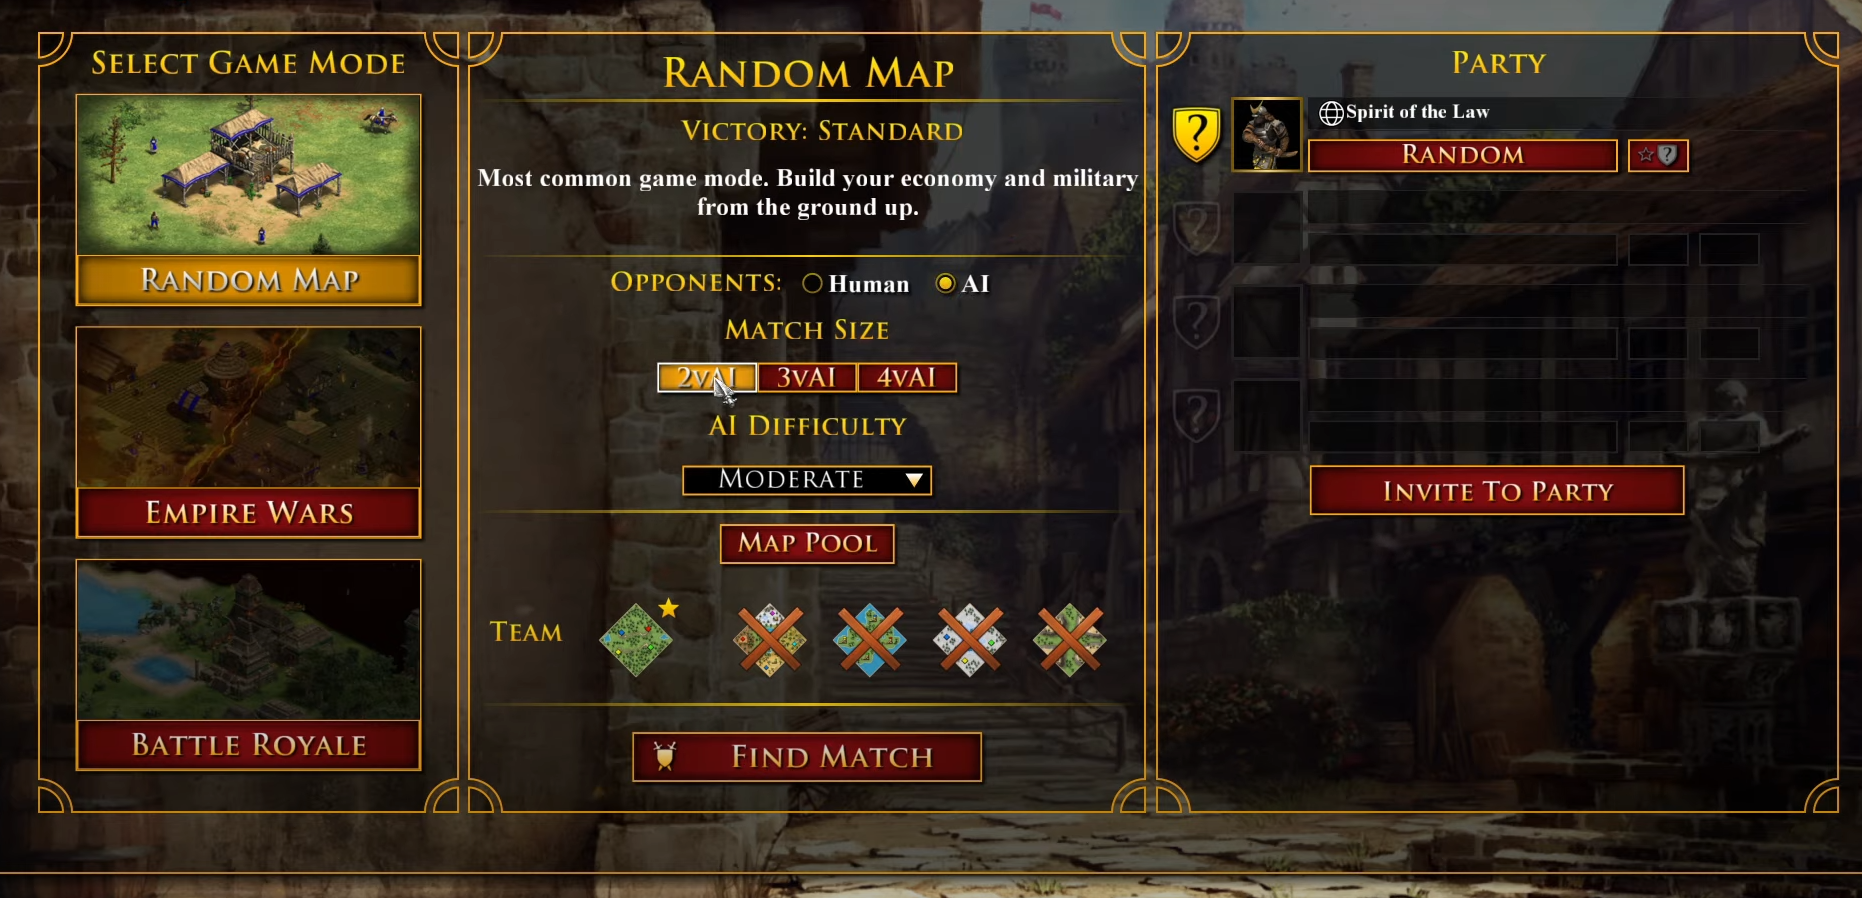 SELECT GAME MODE
RANDOM MAP
EMPIRE WARS
BATTLE ROYALE
RANDOM MAP
VICTORY: STANDARD
Most common game mode. Build your economy and military
from the ground up.
OPPONENTS: Human AI
MATCH SIZE
2vAI 3vAI 4vAI
AI DIFFICULTY
MODERATE
MAP POOL
TEAM
FIND MATCH
PARTY
? Spirit of the Law
RANDOM ?
?
?
?
INVITE TO PARTY